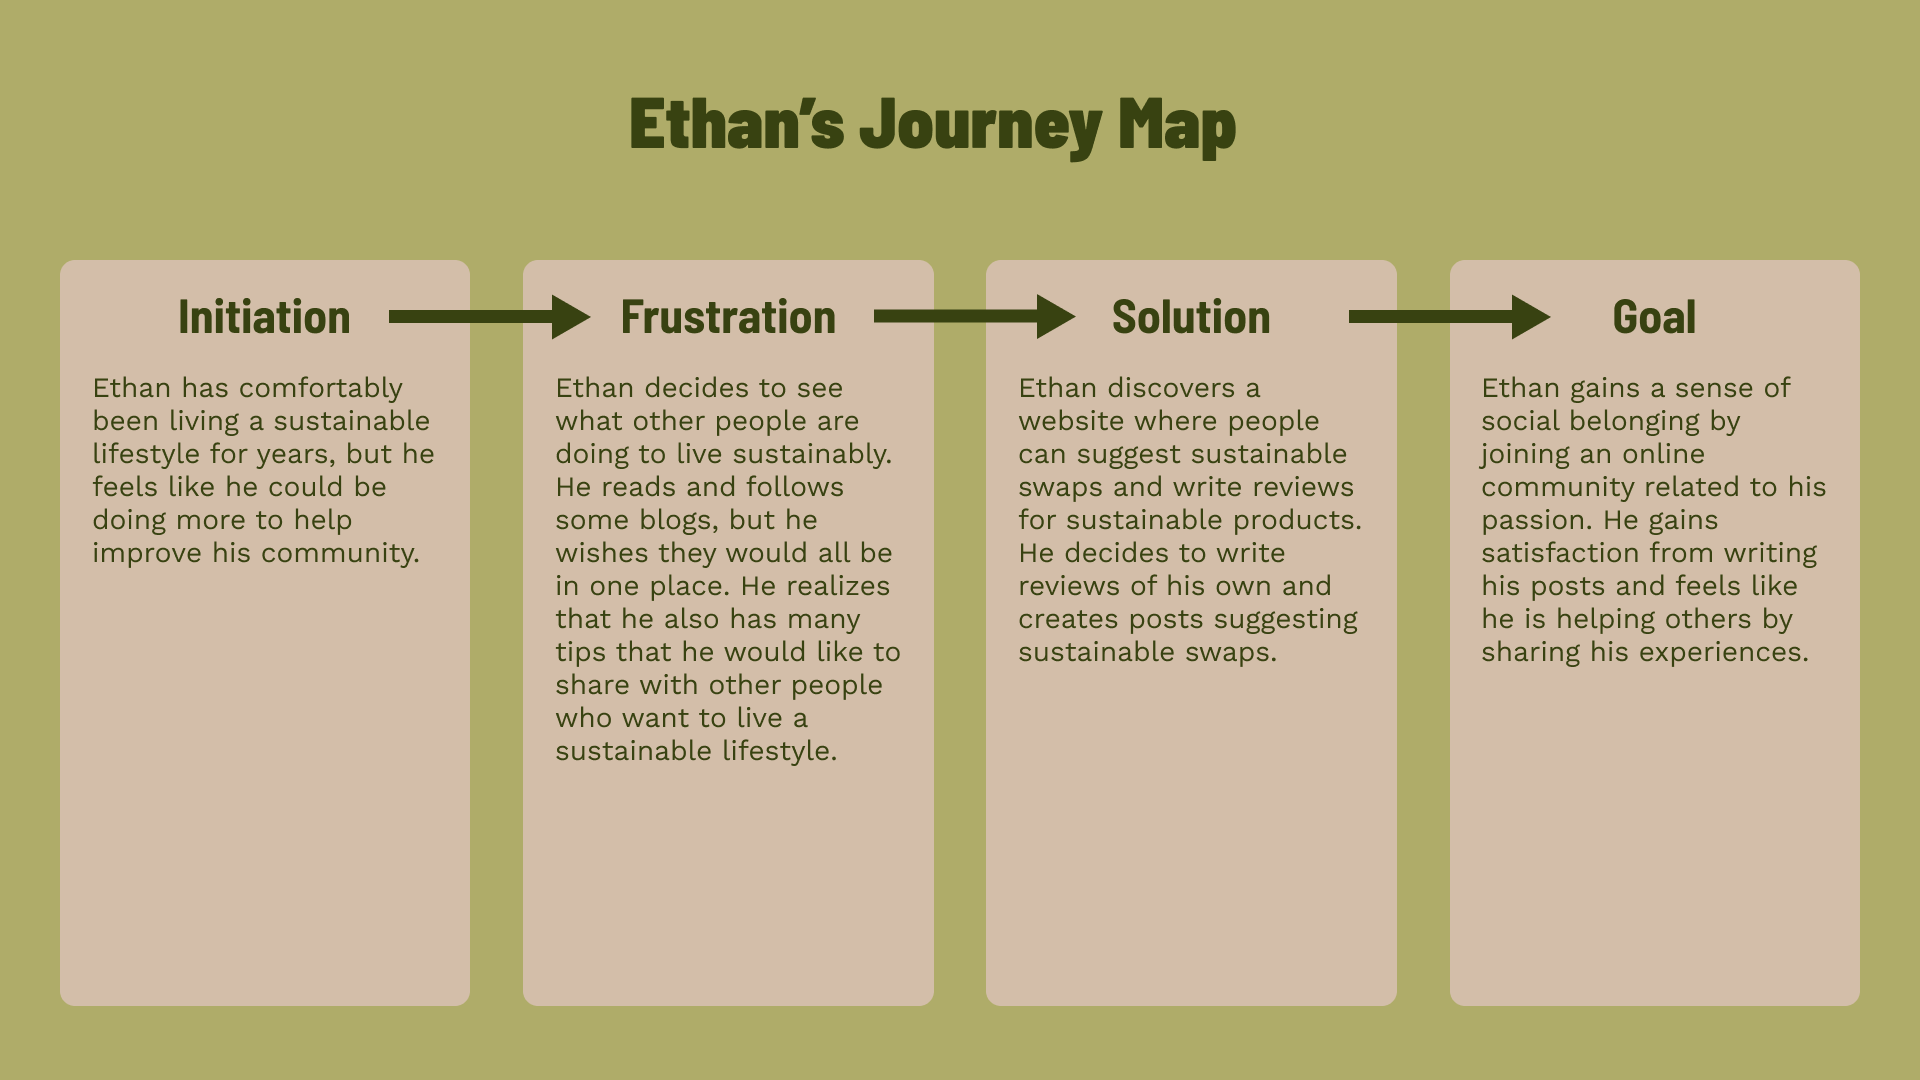 Ethan’s Journey Map
Initiation
Ethan has comfortably
been living a sustainable
lifestyle for years, but he
feels like he could be
doing more to help
improve his community.
Frustration
Ethan decides to see
what other people are
doing to live sustainably.
He reads and follows
some blogs, but he
wishes they would all be
in one place. He realizes
that he also has many
tips that he would like to
share with other people
who want to live a
sustainable lifestyle.
Solution
Ethan discovers a
website where people
can suggest sustainable
swaps and write reviews
for sustainable products.
He decides to write
reviews of his own and
creates posts suggesting
sustainable swaps.
Goal
Ethan gains a sense of
social belonging by
joining an online
community related to his
passion. He gains
satisfaction from writing
his posts and feels like
he is helping others by
sharing his experiences.